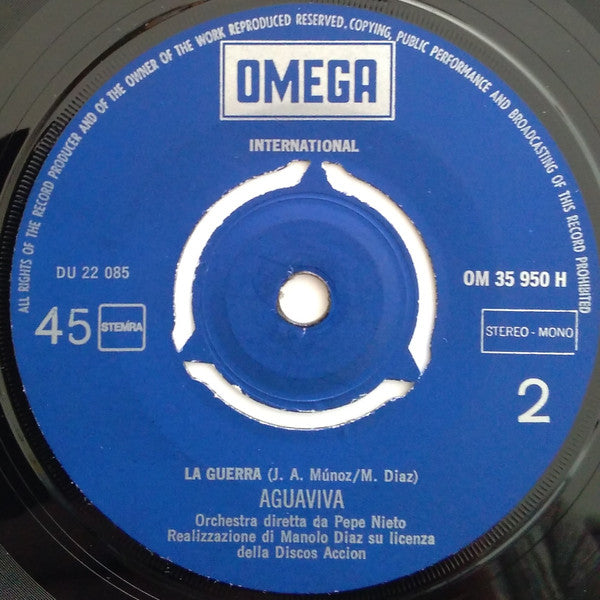 ALL RIGHTS OF THE RECORD PRODUCER AND OF THE OWNER OF THE WORK REPRODUCED RESERVED. COPYING, PUBLIC PERFORMANCE AND BROADCASTING OF THIS RECORD PROHIBITED
OMEGA
INTERNATIONAL
DU 22 085
OM 35 950 H
45
STEMRA
STEREO - MONO
2
LA GUERRA (J. A. Múnoz/M. Diaz)
AGUAVIVA
Orchestra diretta da Pepe Nieto
Realizzazione di Manolo Diaz su licenza
della Discos Accion